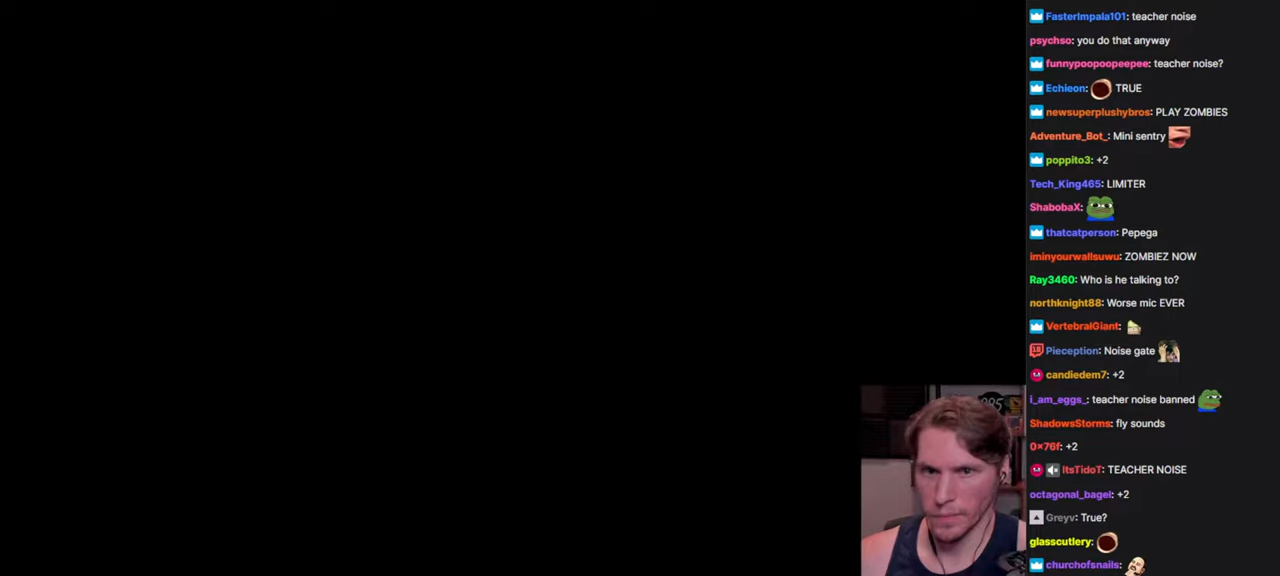 FasterImpala101: teacher noise
psychso: you do that anyway
funnypoopoopeepee: teacher noise?
Echieon: TRUE
newsuperplushybros: PLAY ZOMBIES
Adventure_Bot_: Mini sentry
poppito3: +2
Tech_King465: LIMITER
ShabobaX:
thatcatperson: Pepega
iminyourwallsuwu: ZOMBIEZ NOW
Ray3460: Who is he talking to?
northknight88: Worse mic EVER
VertebralGiant:
Pieception: Noise gate
candiedem7: +2
i_am_eggs_: teacher noise banned
ShadowsStorms: fly sounds
0x76f: +2
ItsTidoT: TEACHER NOISE
octagonal_bagel: +2
Greyv: True?
glasscutlery:
churchofsnails: